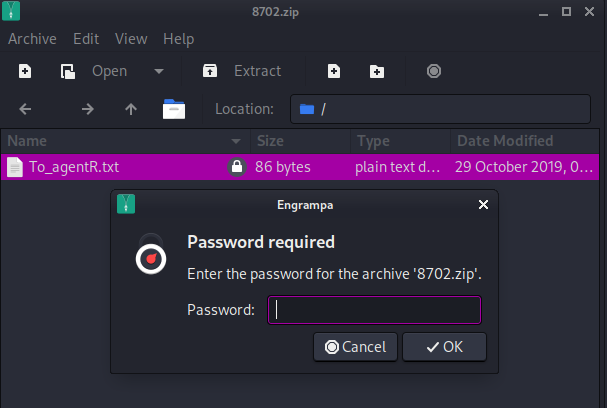 8702.zip
Archive Edit View Help
Open Extract
Location: /
Name Size Type Date Modified
To_agentR.txt 86 bytes plain text d... 29 October 2019, 0...
Engrampa
Password required
Enter the password for the archive '8702.zip'.
Password:
Cancel OK